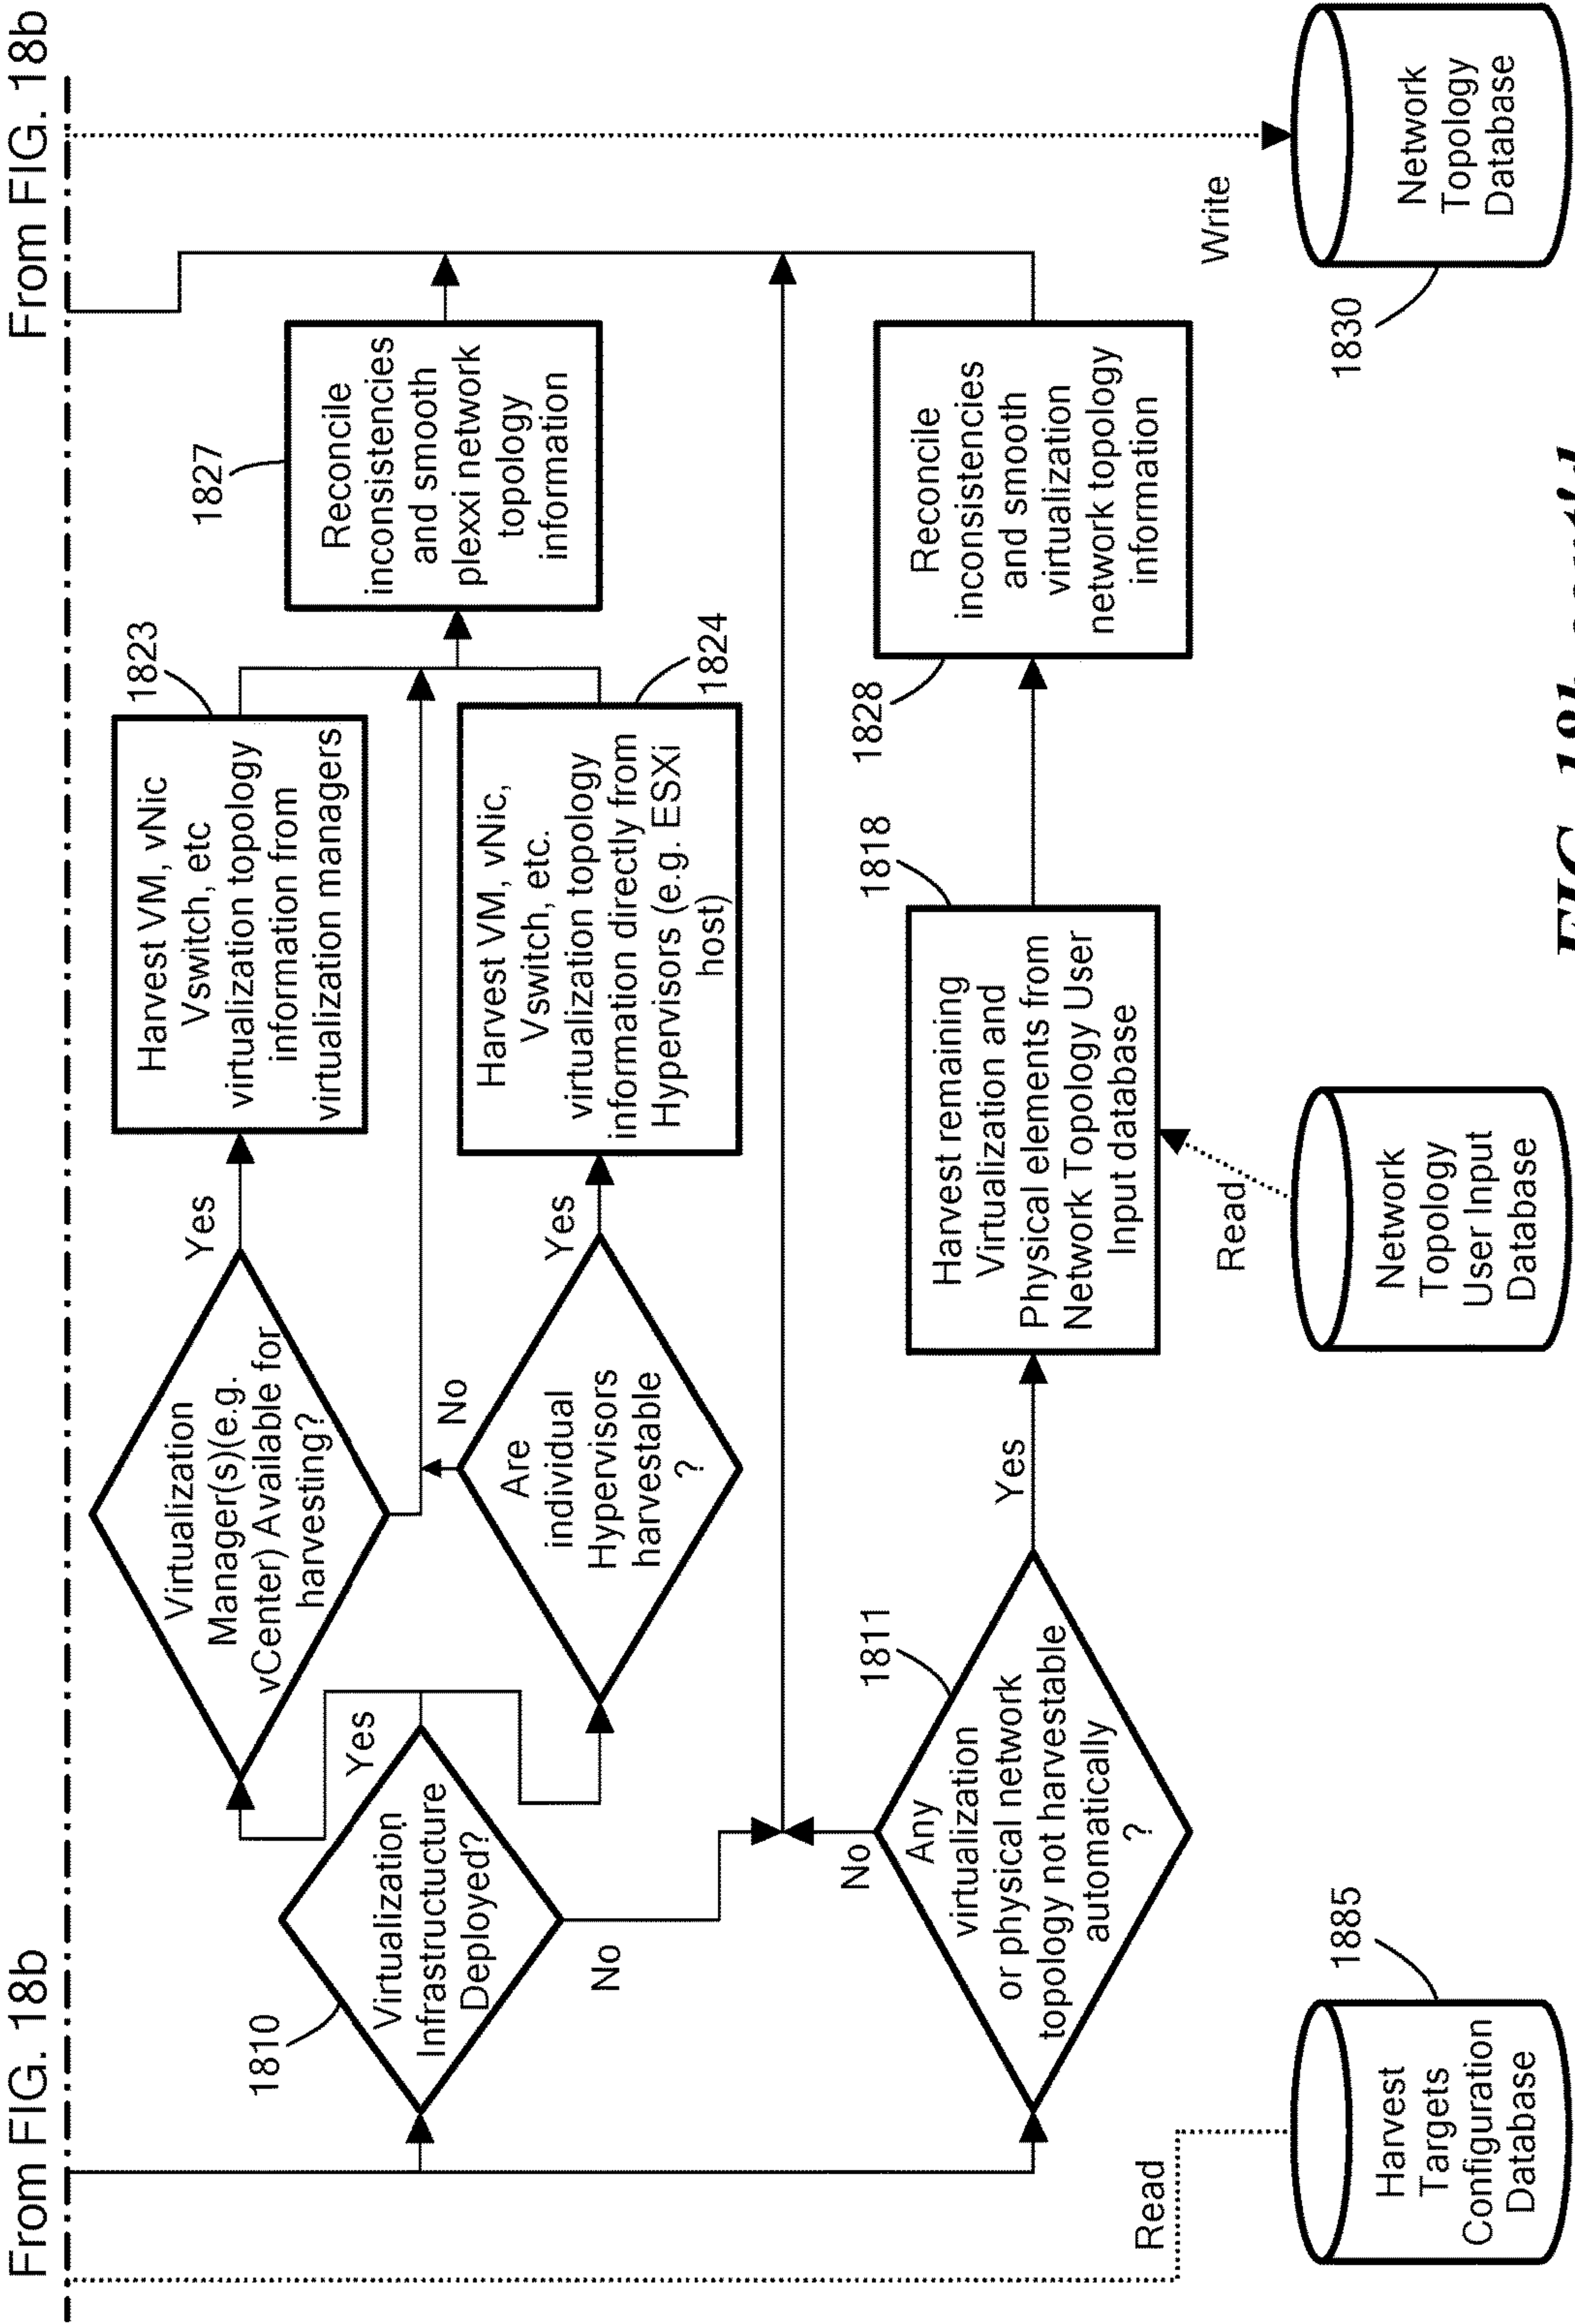 From FIG. 18b
From FIG. 18b
1810
Virtualization
Infrastructucture
Deployed?
Yes
No
Virtualization
Manager(s)(e.g.
vCenter) Available for
harvesting?
Yes
1823
Harvest VM, vNic
Vswitch, etc
virtualization topology
information from
virtualization managers
Are
individual
Hypervisors
harvestable
?
No
Yes
1824
Harvest VM, vNic,
Vswitch, etc.
virtualization topology
information directly from
Hypervisors (e.g. ESXi
host)
1827
Reconcile
inconsistencies
and smooth
plexxi network
topology
information
1811
Any
virtualization
or physical network
topology not harvestable
automatically
?
No
Yes
1818
Harvest remaining
Virtualization and
Physical elements from
Network Topology User
Input database
1828
Reconcile
inconsistencies
and smooth
virtualization
network topology
information
Read
1885
Harvest
Targets
Configuration
Database
Read
Network
Topology
User Input
Database
Write
1830
Network
Topology
Database
FIG. 18b cont'd